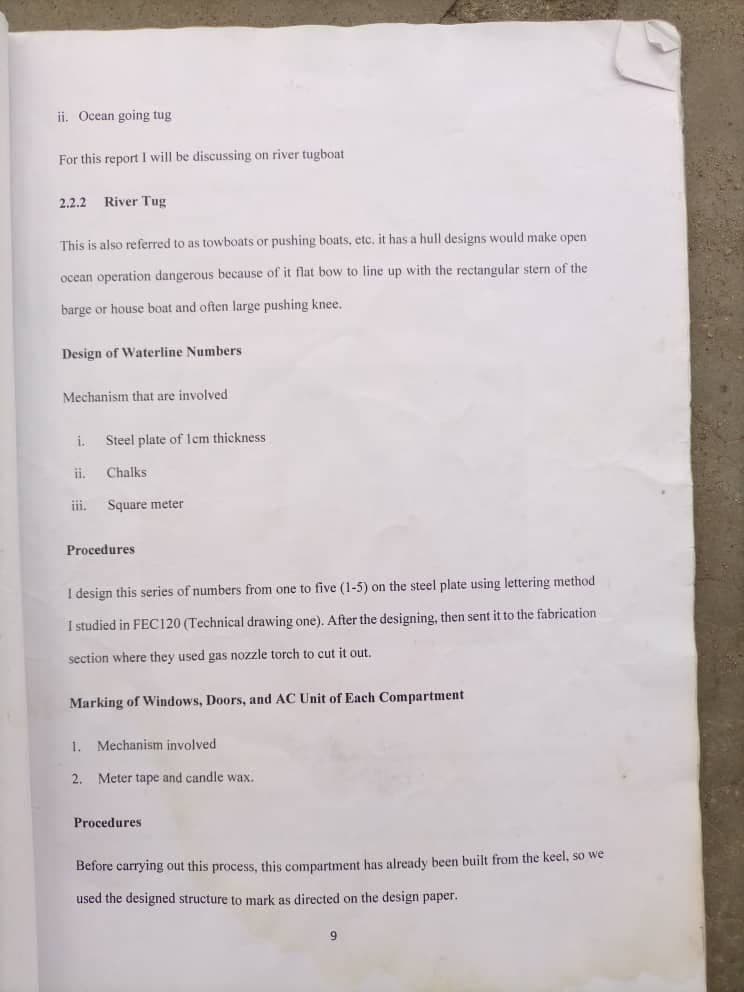 ii. Ocean going tug
For this report I will be discussing on river tugboat
2.2.2 River Tug
This is also referred to as towboats or pushing boats, etc. it has a hull designs would make open
ocean operation dangerous because of it flat bow to line up with the rectangular stern of the
barge or house boat and often large pushing knee.
Design of Waterline Numbers
Mechanism that are involved
i. Steel plate of 1cm thickness
ii. Chalks
iii. Square meter
Procedures
I design this series of numbers from one to five (1-5) on the steel plate using lettering method
I studied in FEC120 (Technical drawing one). After the designing, then sent it to the fabrication
section where they used gas nozzle torch to cut it out.
Marking of Windows, Doors, and AC Unit of Each Compartment
1. Mechanism involved
2. Meter tape and candle wax.
Procedures
Before carrying out this process, this compartment has already been built from the keel, so we
used the designed structure to mark as directed on the design paper.
9